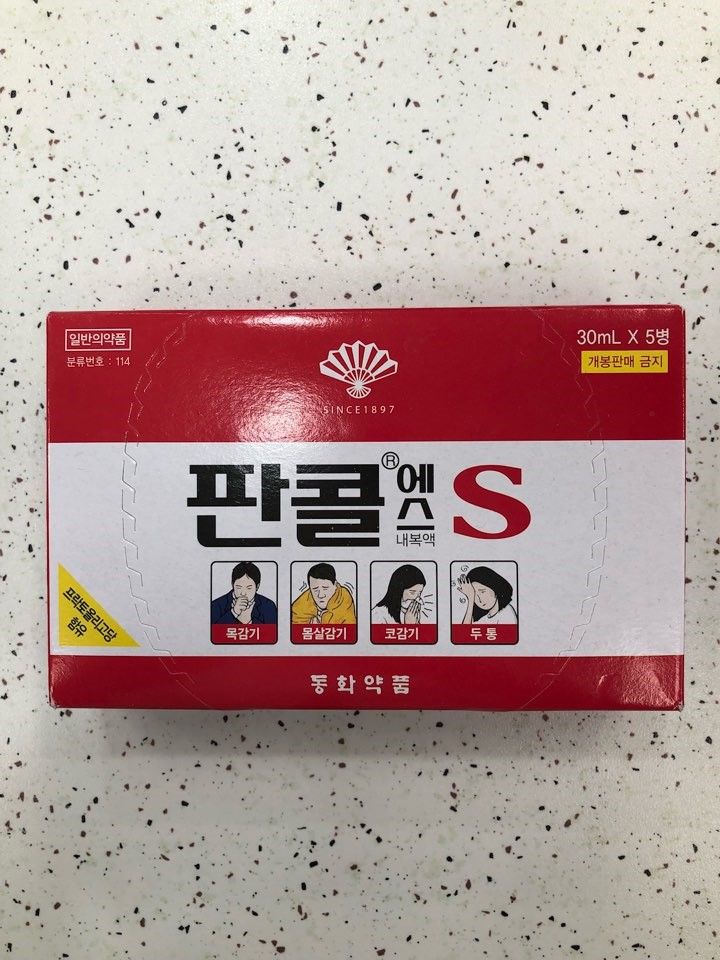 일반의약품
분류번호 : 114
30mL X 5병
개봉판매 금지
SINCE1897
판콜® 에스 S
내복액
프락토올리고당
함유
목감기
몸살감기
코감기
두 통
동화약품